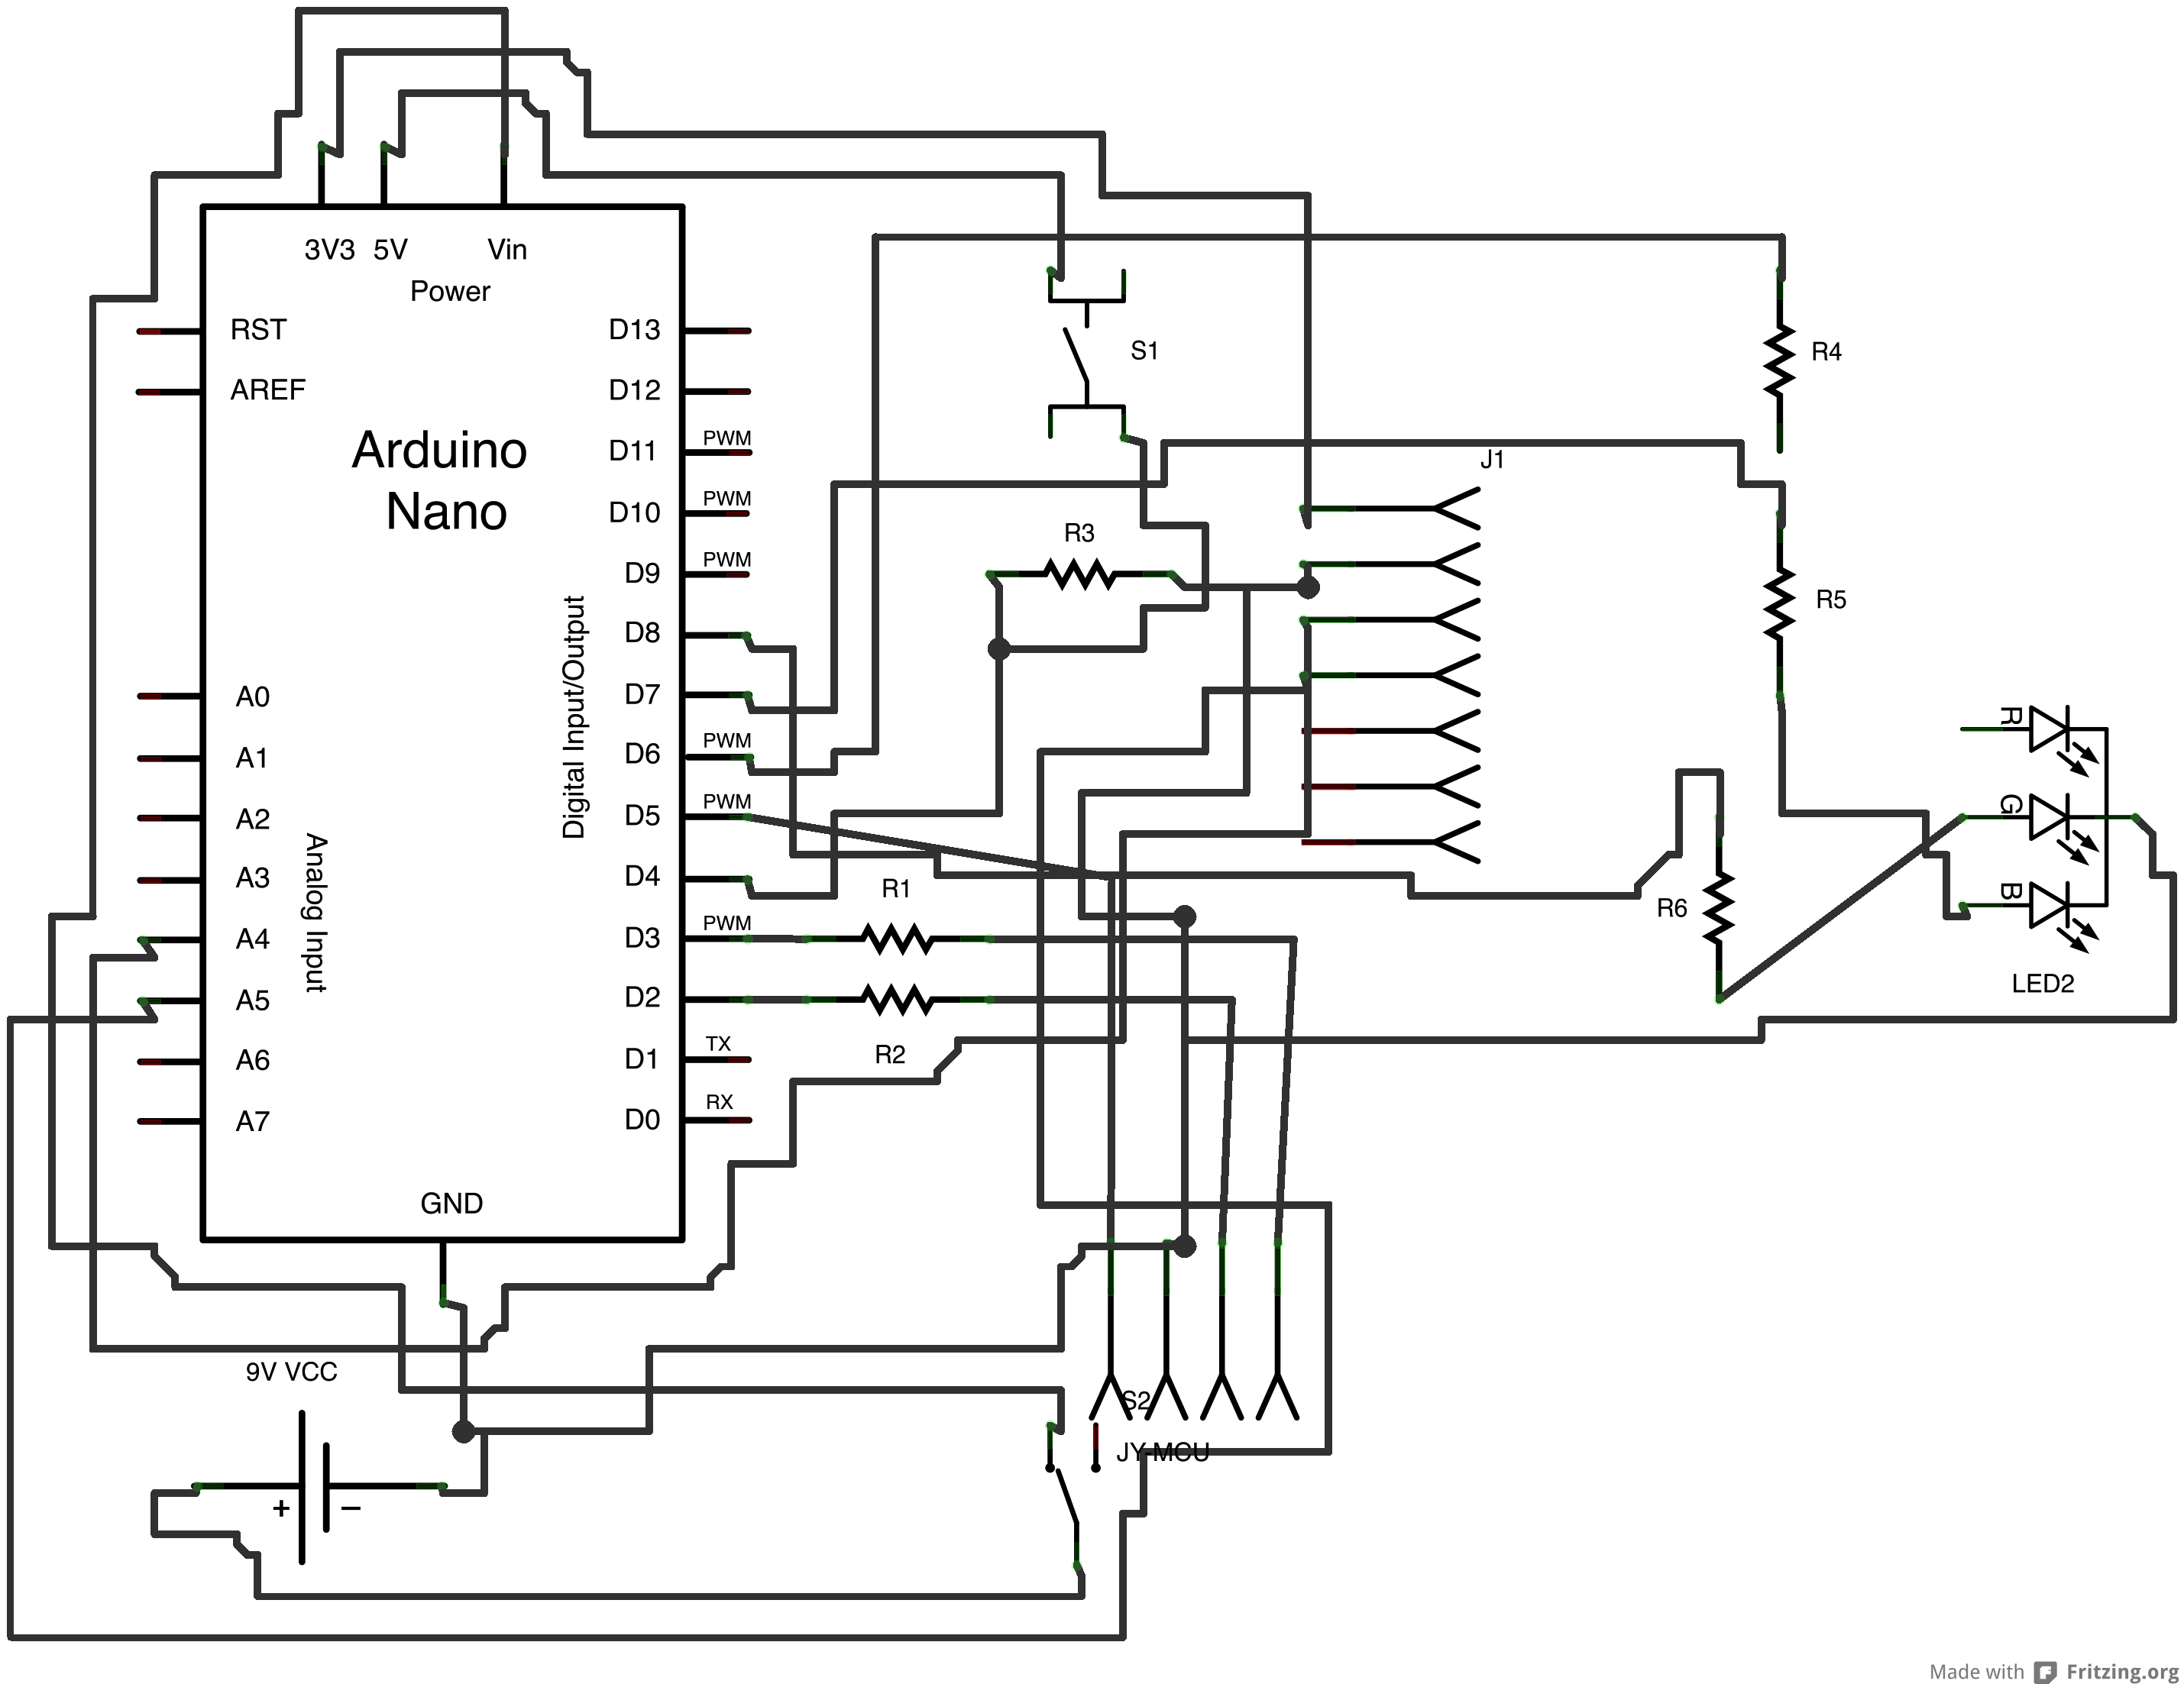 3V3 5V Vin
Power
RST
AREF
Arduino
Nano
A0
A1
A2
A3
A4
A5
A6
A7
Analog Input
D13
D12
PWM
D11
PWM
D10
PWM
D9
D8
D7
PWM
D6
PWM
D5
D4
PWM
D3
D2
TX
D1
RX
D0
Digital Input/Output
GND
S1
R3
J1
R4
R5
R1
R2
R6
R
G
B
LED2
9V VCC
+ −
S2
JY-MCU
Made with Fritzing.org